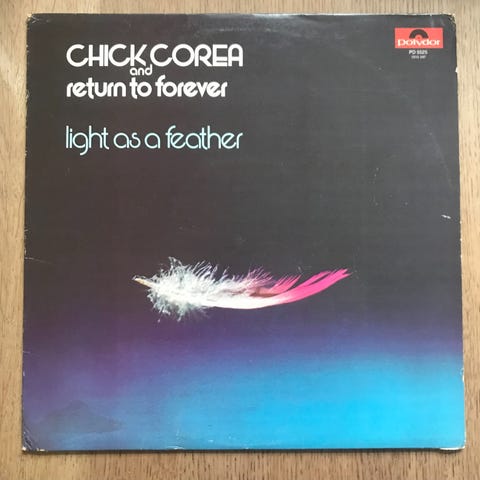 CHICK COREA
and
return to forever
light as a feather
Polydor
PD 5525